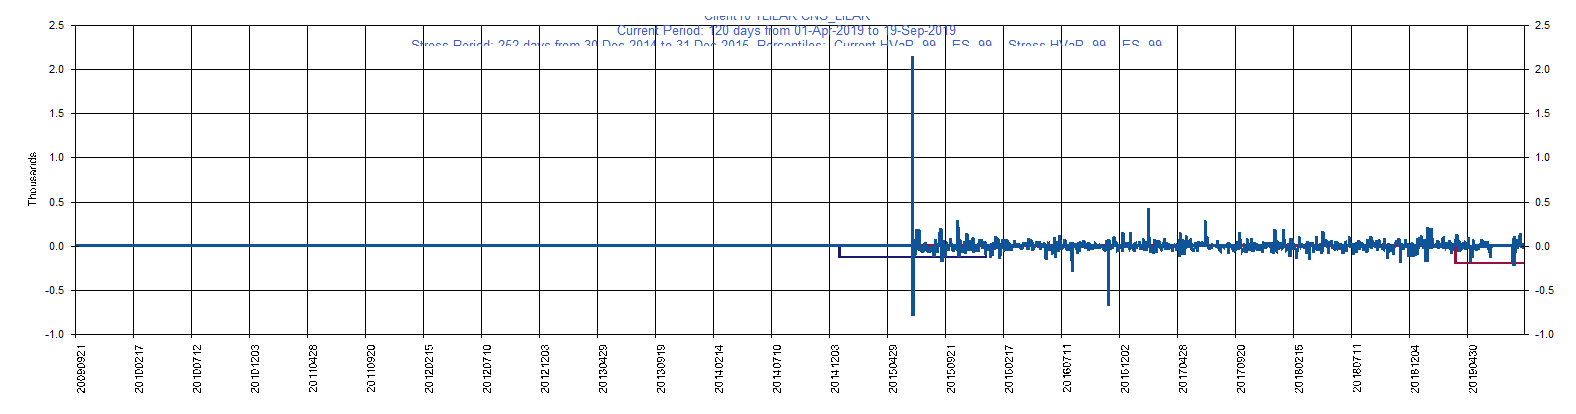 Current Period: 120 days from 01-Apr-2019 to 19-Sep-2019
Stress Period: 252 days from 30-Dec-2014 to 31-Dec-2015 Percentiles: Current HVaR 99 ES 99 Stress HVaR 99 ES 99
2.5 2.5
2.0 2.0
1.5 1.5
1.0 1.0
0.5 0.5
0.0 0.0
-0.5 -0.5
-1.0 -1.0
Thousands
20090921 20100217 20100712 20101203 20110428 20110920 20120215 20120710 20121203 20130429 20130919 20140214 20140710 20141203 20150429 20150921 20160217 20160711 20161202 20170428 20170920 20180215 20180711 20181204 20190430